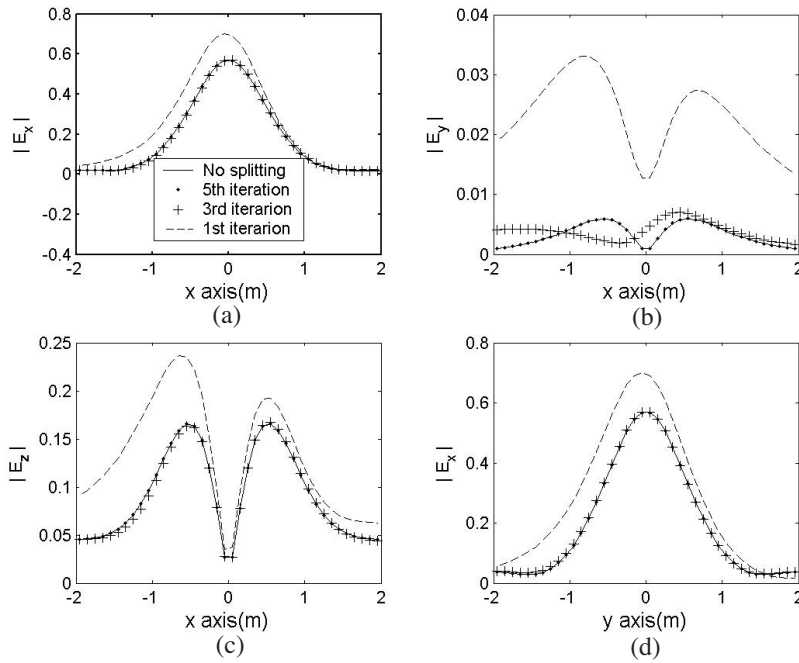 0.8
0.6
0.4
0.2
0
0.2
0.4
| Eₓ |
No splitting
5th iteration
3rd iterarion
1st iterarion
-2 -1 0 1 2
x axis(m)
(a)
0.04
0.03
0.02
0.01
0
| E_y |
-2 -1 0 1 2
x axis(m)
(b)
0.25
0.2
0.15
0.1
0.05
0
| E_z |
-2 -1 0 1 2
x axis(m)
(c)
0.8
0.6
0.4
0.2
0
| Eₓ |
-2 -1 0 1 2
y axis(m)
(d)